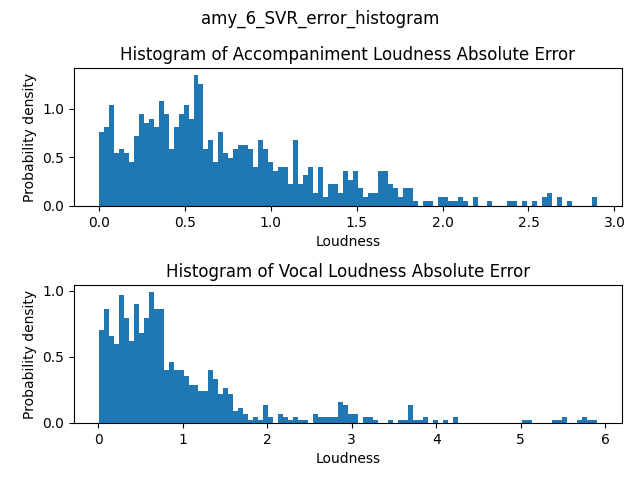 amy_6_SVR_error_histogram
Histogram of Accompaniment Loudness Absolute Error
Probability density
1.0
0.5
0.0
0.0 0.5 1.0 1.5 2.0 2.5 3.0
Loudness
Histogram of Vocal Loudness Absolute Error
Probability density
1.0
0.5
0.0
0 1 2 3 4 5 6
Loudness